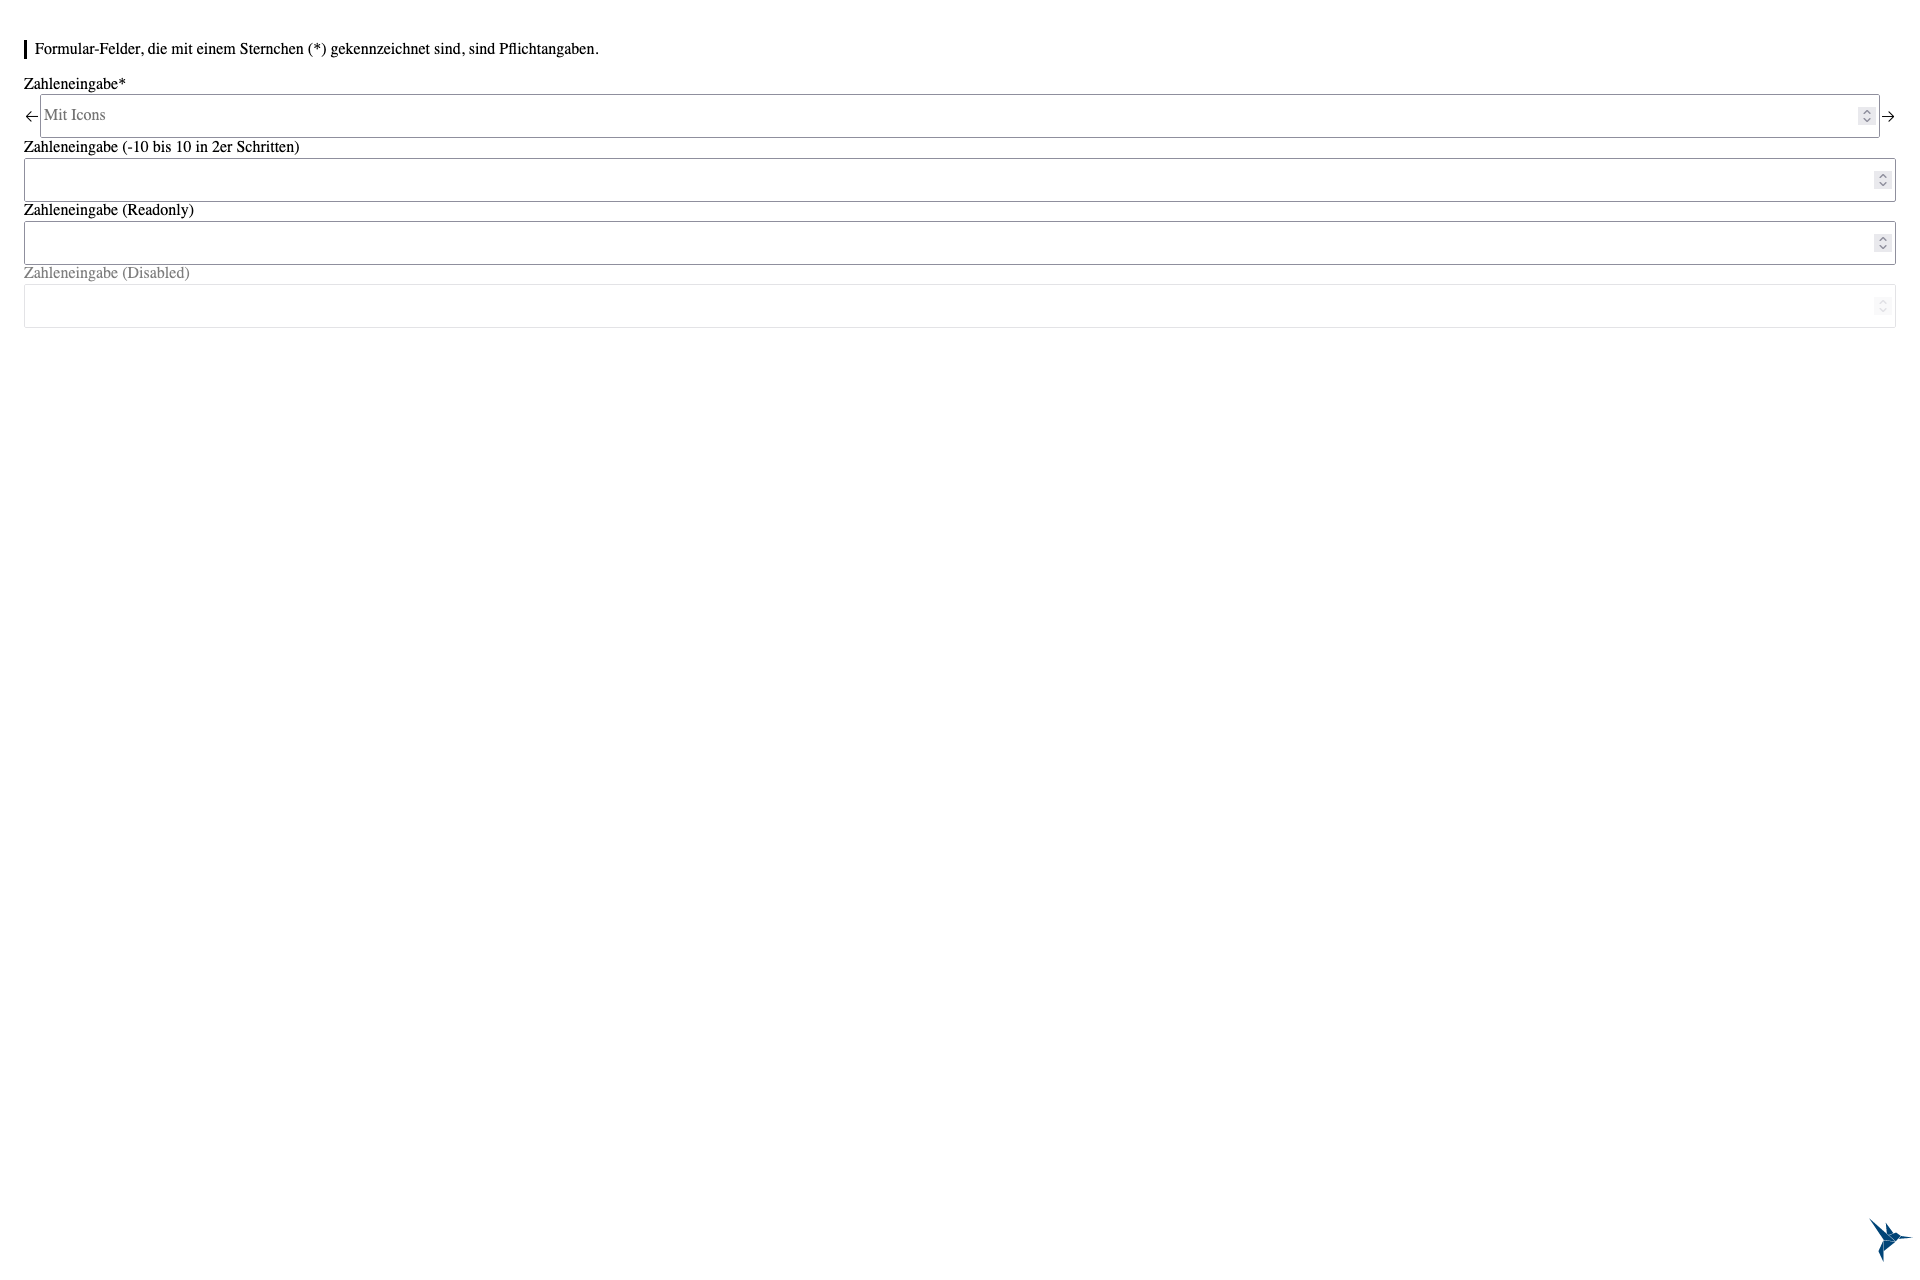 Formular-Felder, die mit einem Sternchen (*) gekennzeichnet sind, sind Pflichtangaben.
Zahleneingabe*
Mit Icons
Zahleneingabe (-10 bis 10 in 2er Schritten)
Zahleneingabe (Readonly)
Zahleneingabe (Disabled)